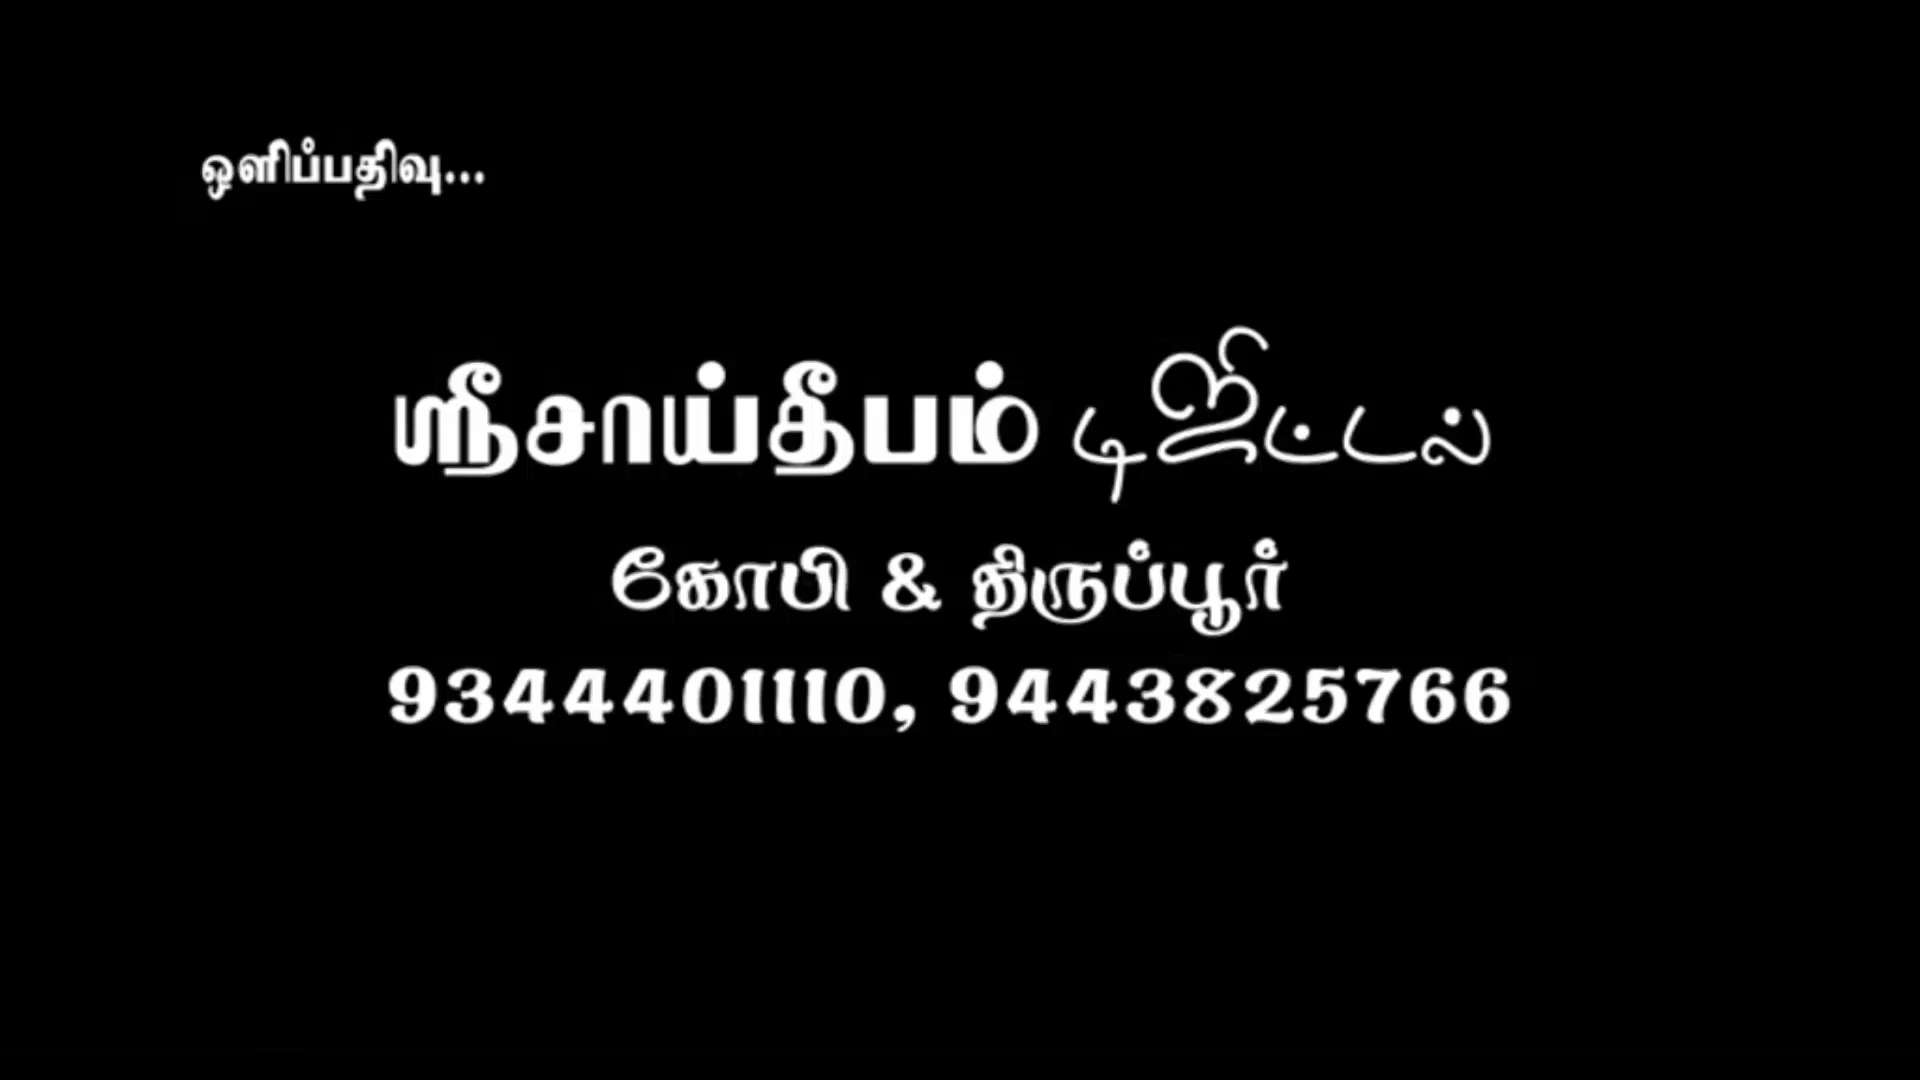 ஒளிப்பதிவு...
ஸ்ரீசாய்தீபம் டிஜிட்டல்
கோபி & திருப்பூர்
9344401110, 9443825766